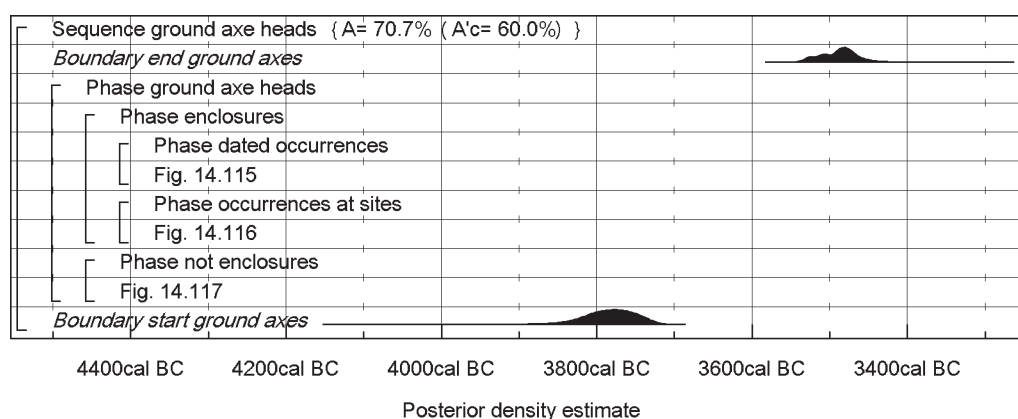 Sequence ground axe heads { A= 70.7% ( A'c= 60.0%) }
Boundary end ground axes
Phase ground axe heads
Phase enclosures
Phase dated occurrences
Fig. 14.115
Phase occurrences at sites
Fig. 14.116
Phase not enclosures
Fig. 14.117
Boundary start ground axes
4400cal BC 4200cal BC 4000cal BC 3800cal BC 3600cal BC 3400cal BC
Posterior density estimate